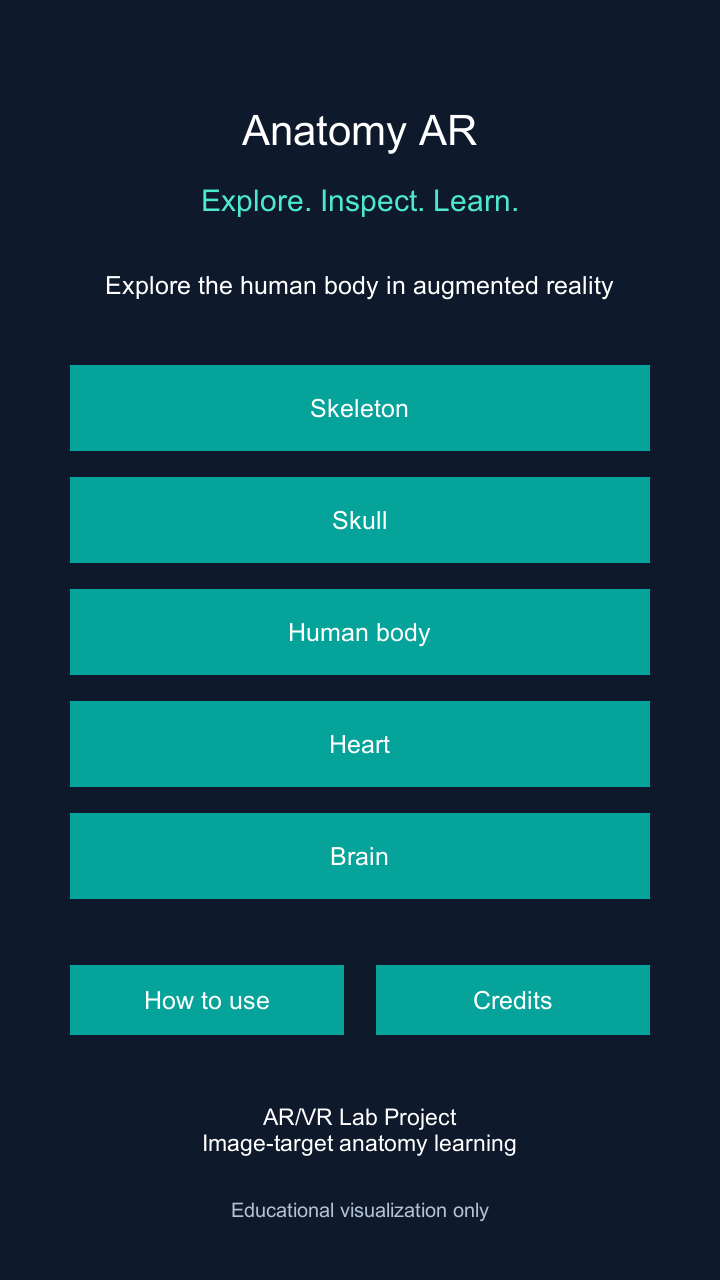 Anatomy AR
Explore. Inspect. Learn.
Explore the human body in augmented reality
Skeleton
Skull
Human body
Heart
Brain
How to use
Credits
AR/VR Lab Project
Image-target anatomy learning
Educational visualization only